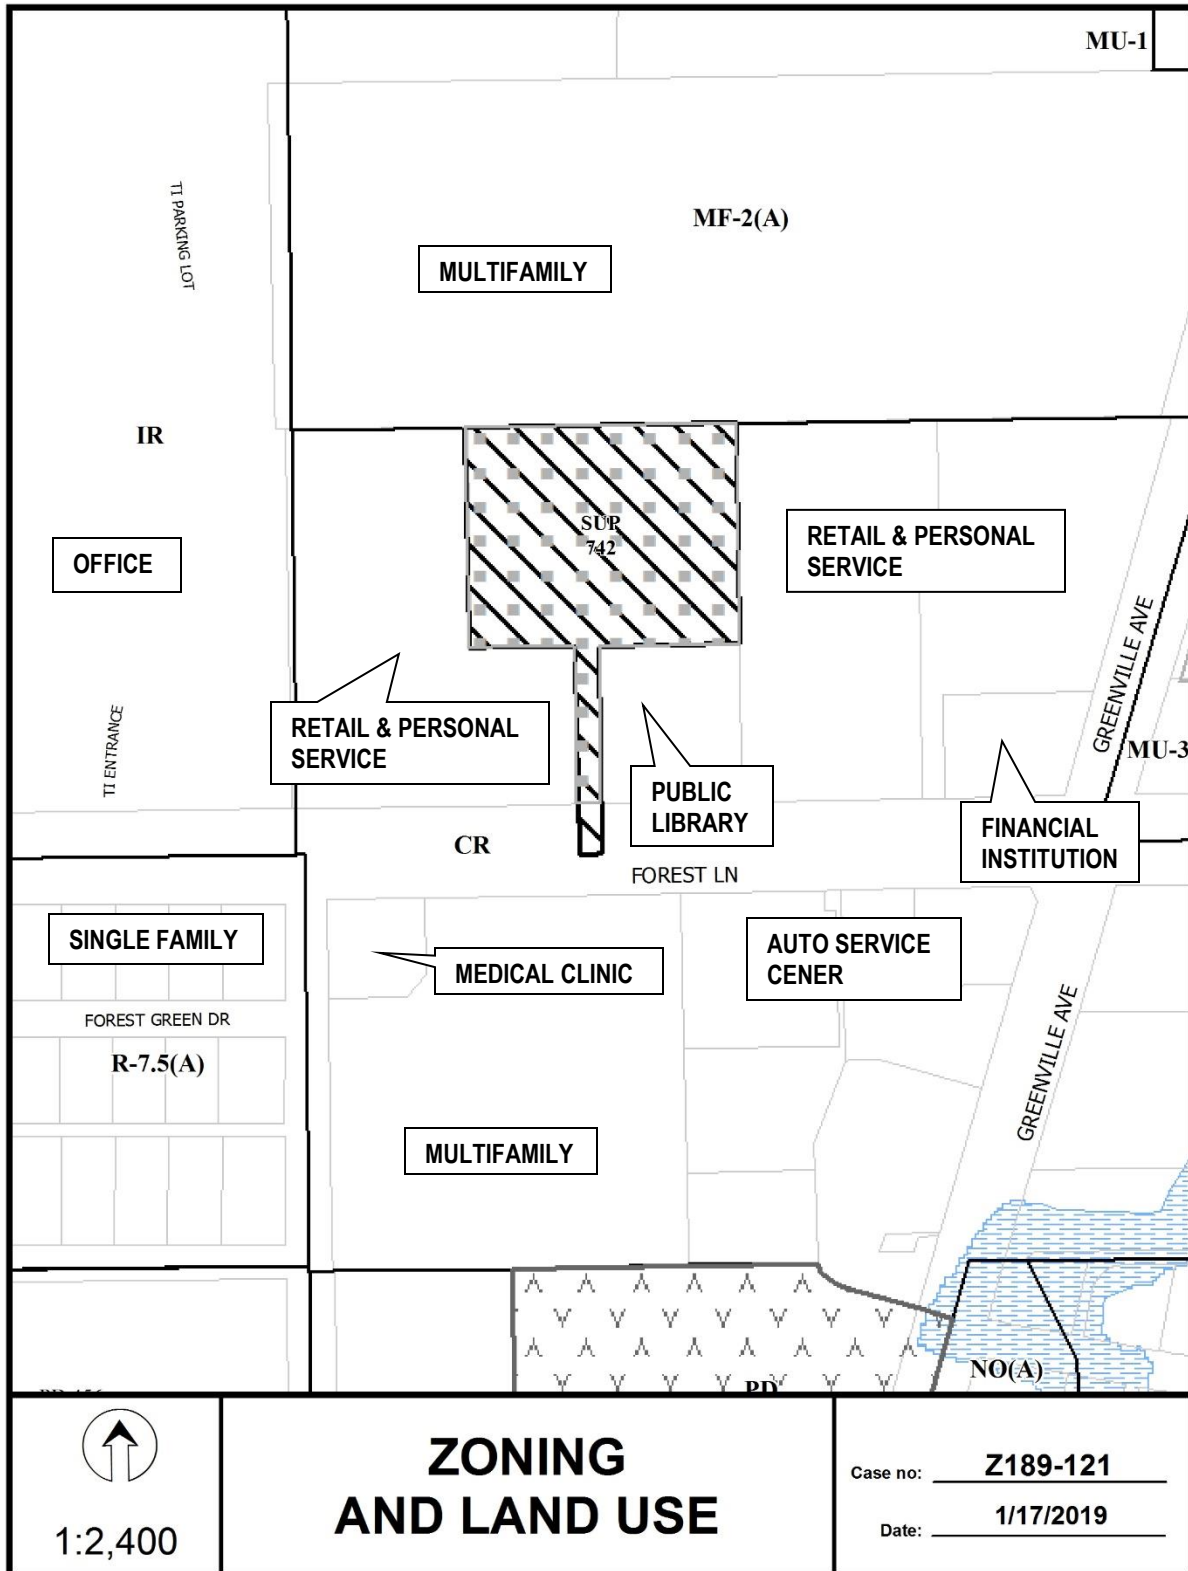 MU-1
TI PARKING LOT
MF-2(A)
MULTIFAMILY
IR
SUP
742
RETAIL & PERSONAL
SERVICE
OFFICE
GREENVILLE AVE
TI ENTRANCE
RETAIL & PERSONAL
SERVICE
MU-3
PUBLIC
LIBRARY
CR
FINANCIAL
INSTITUTION
FOREST LN
SINGLE FAMILY
MEDICAL CLINIC
AUTO SERVICE
CENER
FOREST GREEN DR
R-7.5(A)
GREENVILLE AVE
MULTIFAMILY
NO(A)
PD
1:2,400
ZONING
AND LAND USE
Case no: Z189-121
Date: 1/17/2019